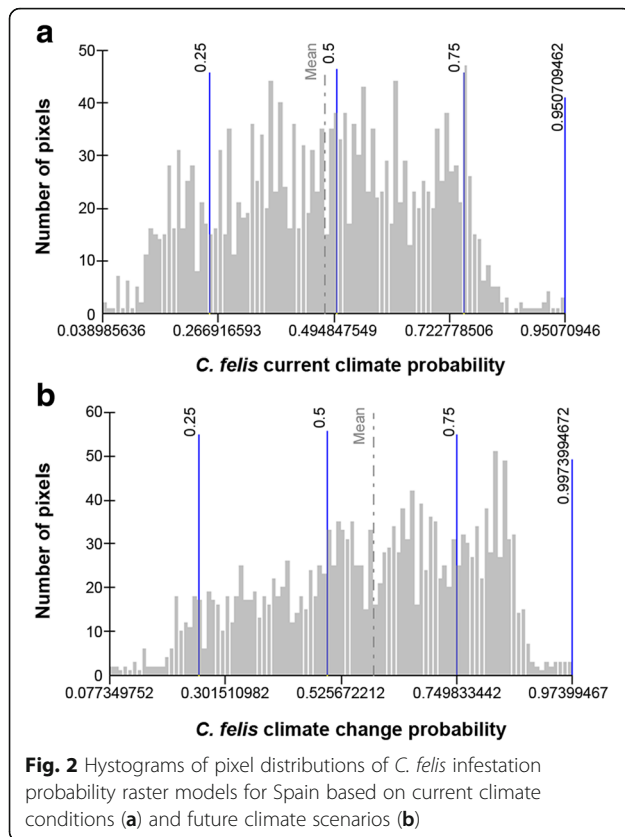 a
50
40
30
20
10
0
Number of pixels
0.25
Mean
0.5
0.75
0.950709462
0.038985636 0.266916593 0.494847549 0.722778506 0.95070946
C. felis current climate probability
b
60
50
40
30
20
10
0
Number of pixels
0.25
0.5
Mean
0.75
0.9973994672
0.077349752 0.301510982 0.525672212 0.749833442 0.97399467
C. felis climate change probability
Fig. 2 Hystograms of pixel distributions of C. felis infestation
probability raster models for Spain based on current climate
conditions (a) and future climate scenarios (b)